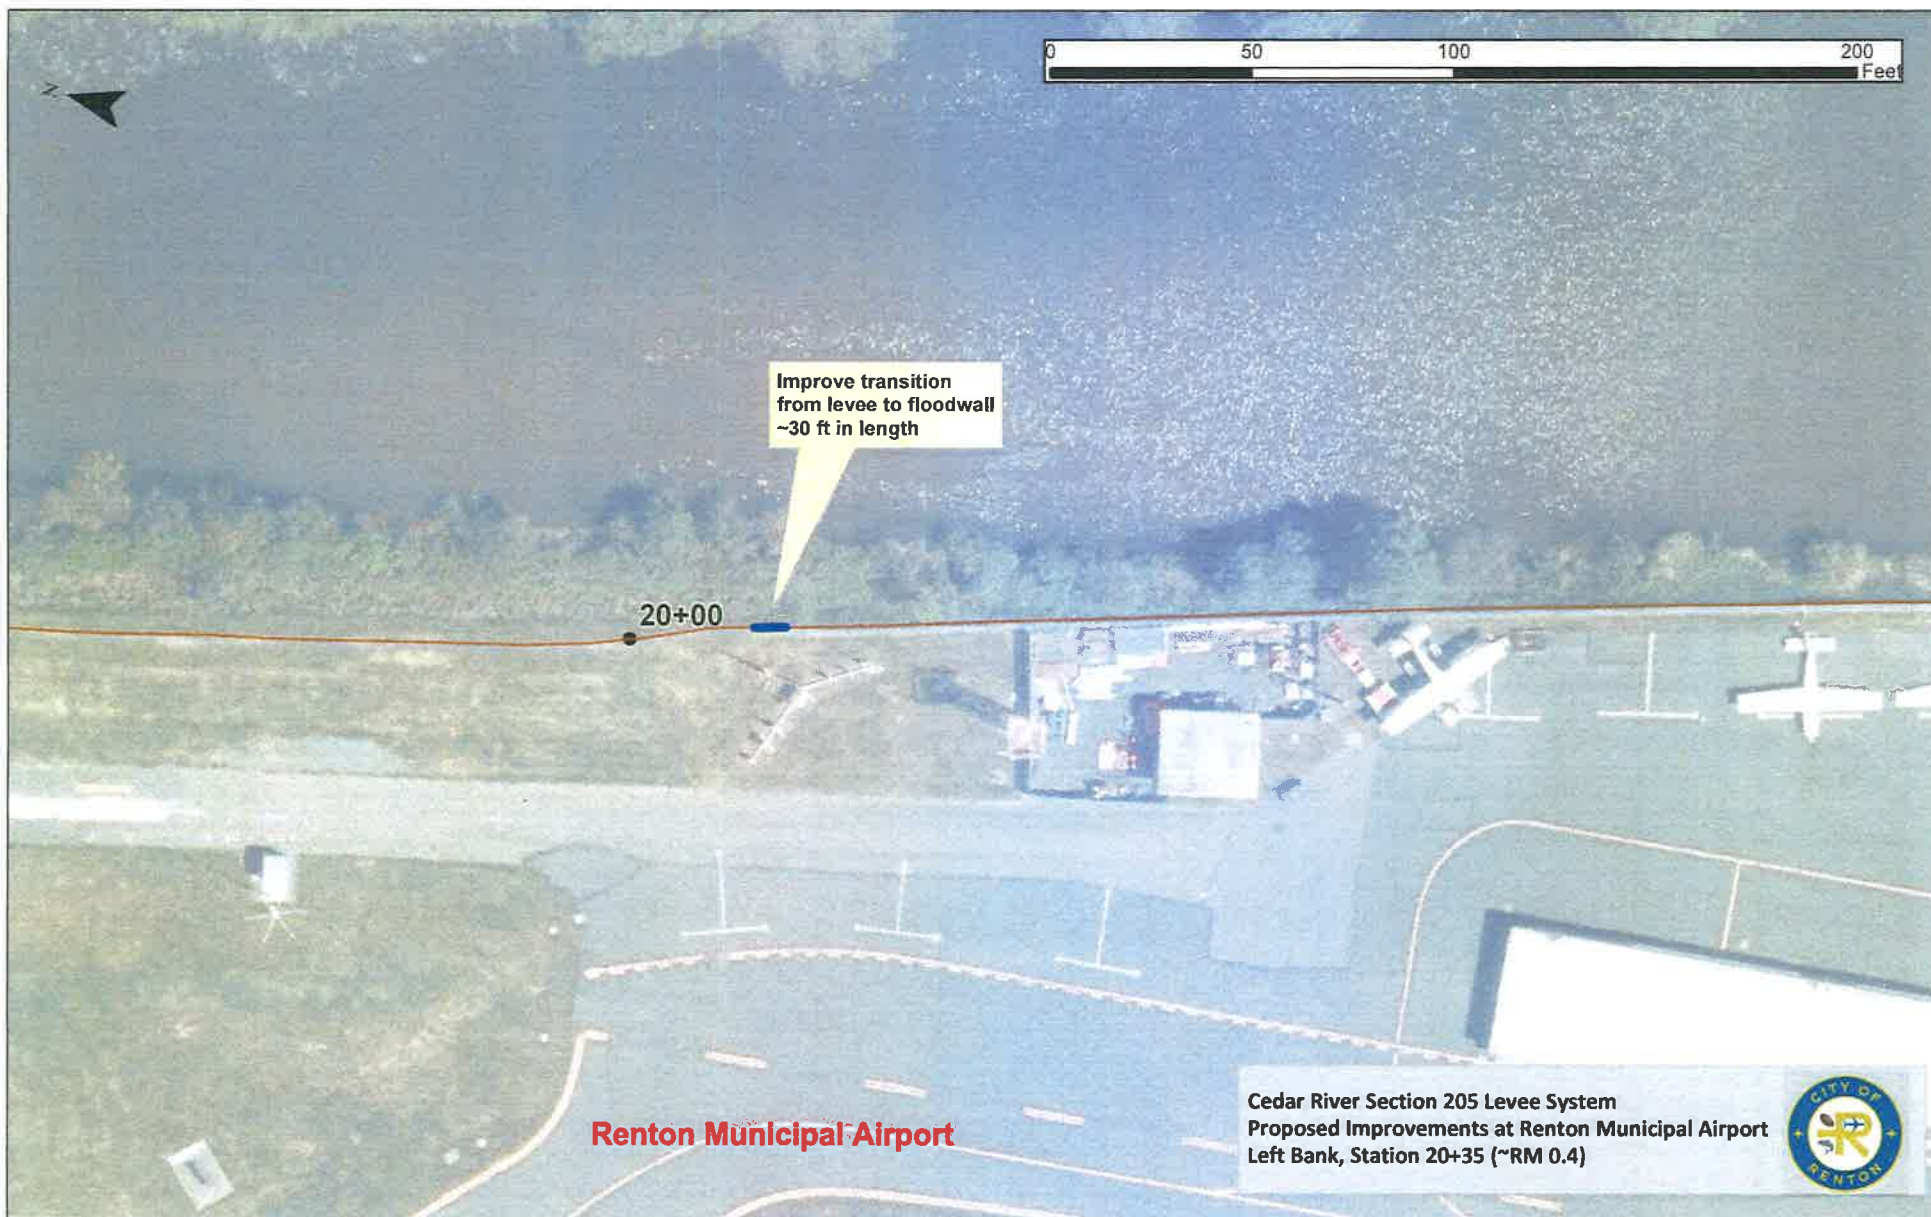 0 50 100 200
Feet
N
Improve transition
from levee to floodwall
~30 ft in length
20+00
Renton Municipal Airport
Cedar River Section 205 Levee System
Proposed Improvements at Renton Municipal Airport
Left Bank, Station 20+35 (~RM 0.4)
CITY OF
R
RENTON